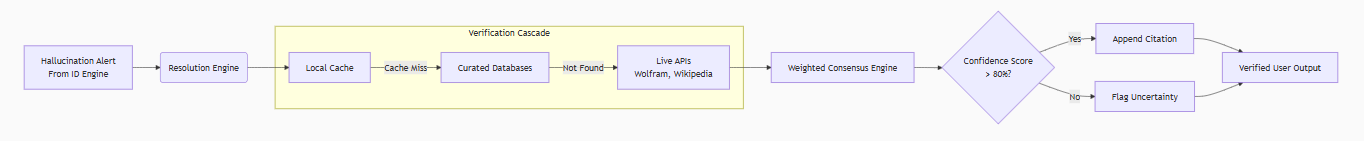 Verification Cascade
Hallucination Alert
From ID Engine
Resolution Engine
Local Cache
Cache Miss
Curated Databases
Not Found
Live APIs
Wolfram, Wikipedia
Weighted Consensus Engine
Confidence Score
> 80%?
Yes
Append Citation
No
Flag Uncertainty
Verified User Output